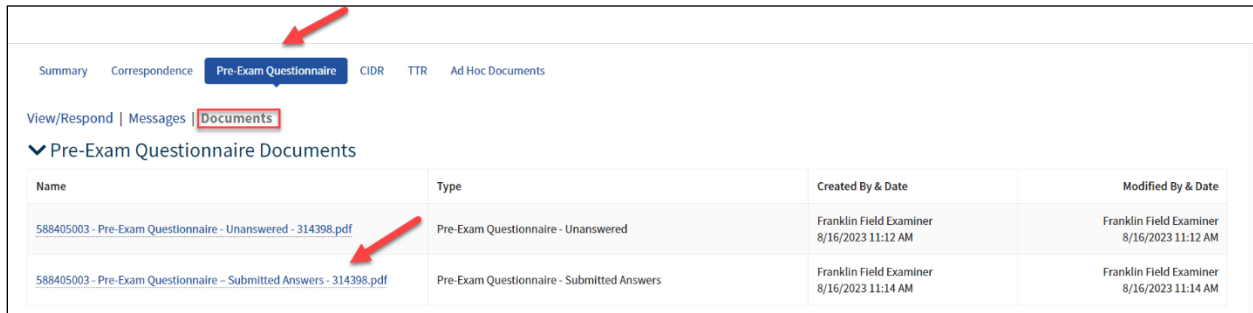 Summary Correspondence Pre-Exam Questionnaire CIDR TTR Ad Hoc Documents
View/Respond | Messages | Documents
Pre-Exam Questionnaire Documents
Name Type Created By & Date Modified By & Date
588405003 - Pre-Exam Questionnaire - Unanswered - 314398.pdf Pre-Exam Questionnaire - Unanswered Franklin Field Examiner Franklin Field Examiner
8/16/2023 11:12 AM 8/16/2023 11:12 AM
588405003 - Pre-Exam Questionnaire – Submitted Answers - 314398.pdf Pre-Exam Questionnaire - Submitted Answers Franklin Field Examiner Franklin Field Examiner
8/16/2023 11:14 AM 8/16/2023 11:14 AM